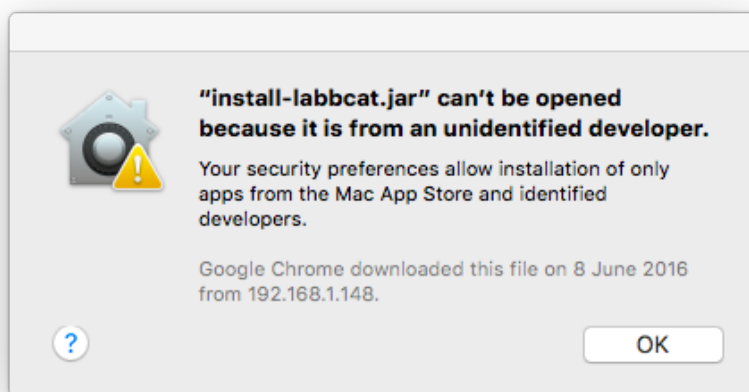 “install-labbcat.jar” can’t be opened
because it is from an unidentified developer.
Your security preferences allow installation of only
apps from the Mac App Store and identified
developers.
Google Chrome downloaded this file on 8 June 2016
from 192.168.1.148.
?
OK